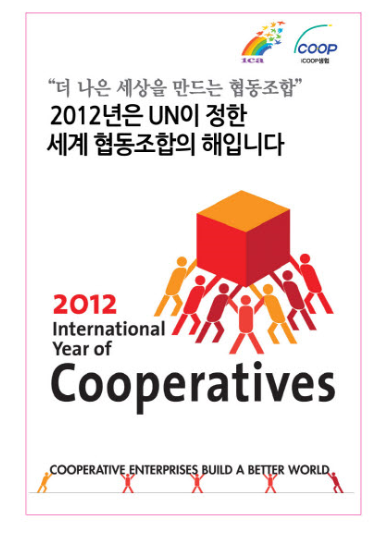 ICA
iCOOP
iCOOP생협
“더 나은 세상을 만드는 협동조합”
2012년은 UN이 정한
세계 협동조합의 해입니다
2012
International
Year of
Cooperatives
COOPERATIVE ENTERPRISES BUILD A BETTER WORLD